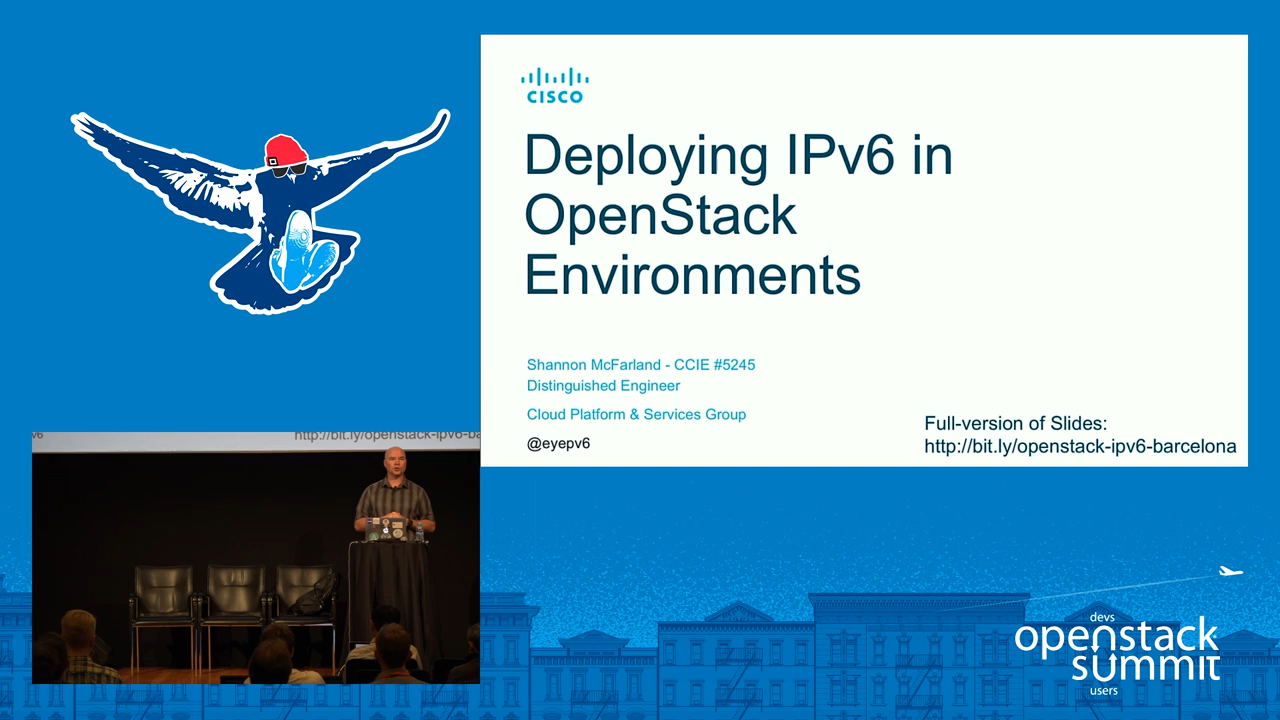 CISCO
Deploying IPv6 in
OpenStack
Environments
Shannon McFarland - CCIE #5245
Distinguished Engineer
Cloud Platform & Services Group
@eyepv6
Full-version of Slides:
http://bit.ly/openstack-ipv6-barcelona
v6
http://bit.ly/openstack-ipv6-ba
devs
openstack
summit
users